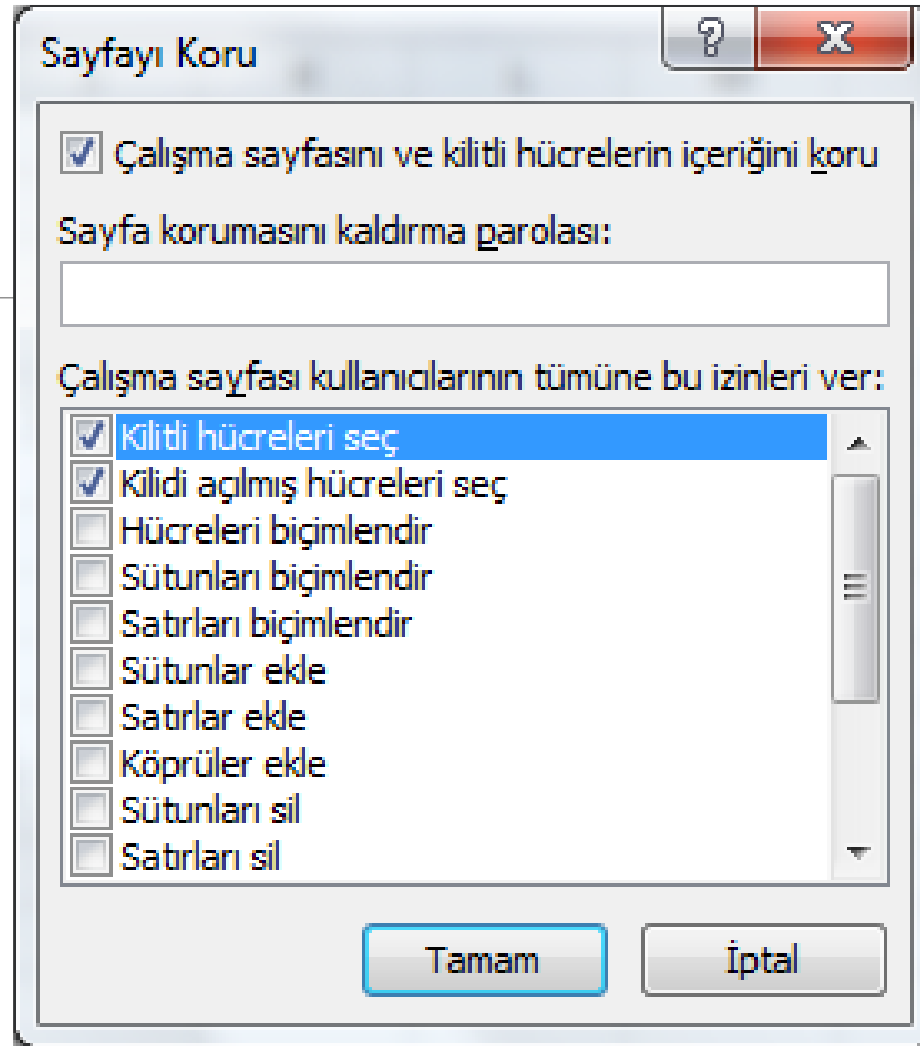 Sayfayı Koru
Çalışma sayfasını ve kilitli hücrelerin içeriğini koru
Sayfa korumasını kaldırma parolası:
Çalışma sayfası kullanıcılarının tümüne bu izinleri ver:
Kilitli hücreleri seç
Kilidi açılmış hücreleri seç
Hücreleri biçimlendir
Sütunları biçimlendir
Satırları biçimlendir
Sütunlar ekle
Satırlar ekle
Köprüler ekle
Sütunları sil
Satırları sil
Tamam İptal